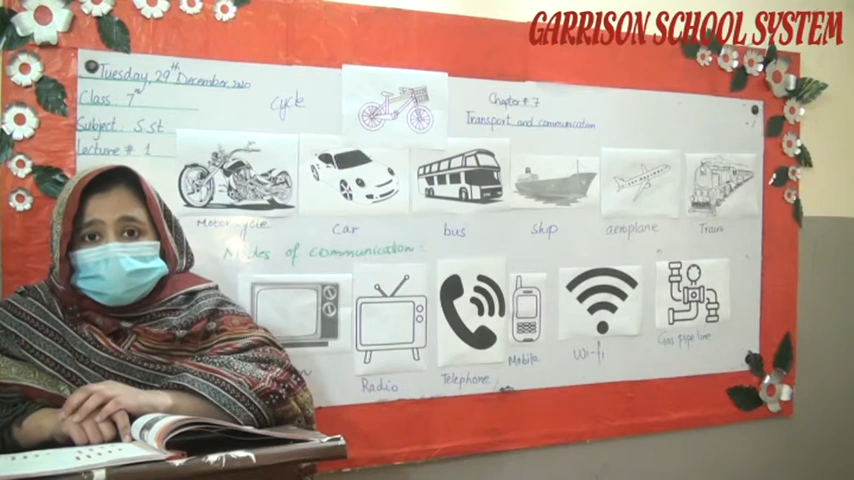 GARRISON SCHOOL SYSTEM
Tuesday, 29th December, 2020
Class: 7th
Subject: S.st
Lecture # 1
cycle
Chapter # 7
Transport and communication
Motorcycle
Car
bus
ship
aeroplane
Train
Modes of communication:
Radio
Telephone
Mobile
Wi-fi
Gas pipe line